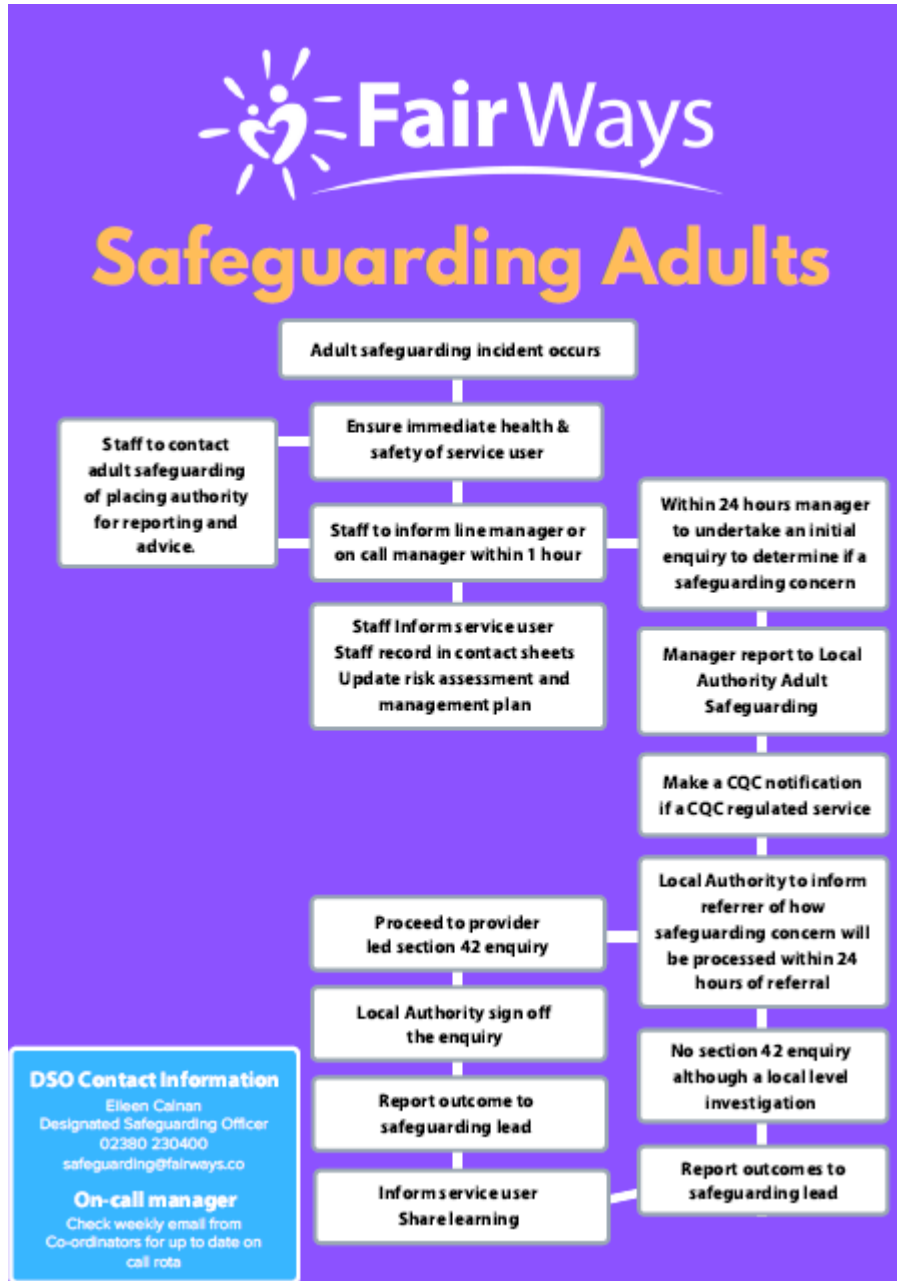 Fair Ways
Safeguarding Adults
Adult safeguarding incident occurs
Ensure immediate health &
safety of service user
Staff to contact
adult safeguarding
of placing authority
for reporting and
advice.
Staff to inform line manager or
on call manager within 1 hour
Within 24 hours manager
to undertake an initial
enquiry to determine if a
safeguarding concern
Staff Inform service user
Staff record in contact sheets
Update risk assessment and
management plan
Manager report to Local
Authority Adult
Safeguarding
Make a CQC notification
if a CQC regulated service
Local Authority to inform
referrer of how
safeguarding concern will
be processed within 24
hours of referral
Proceed to provider
led section 42 enquiry
Local Authority sign off
the enquiry
Report outcome to
safeguarding lead
Inform service user
Share learning
No section 42 enquiry
although a local level
investigation
Report outcomes to
safeguarding lead
DSO Contact Information
Eileen Calnan
Designated Safeguarding Officer
02380 230400
safeguarding@fairways.co
On-call manager
Check weekly email from
Co-ordinators for up to date on
call rota